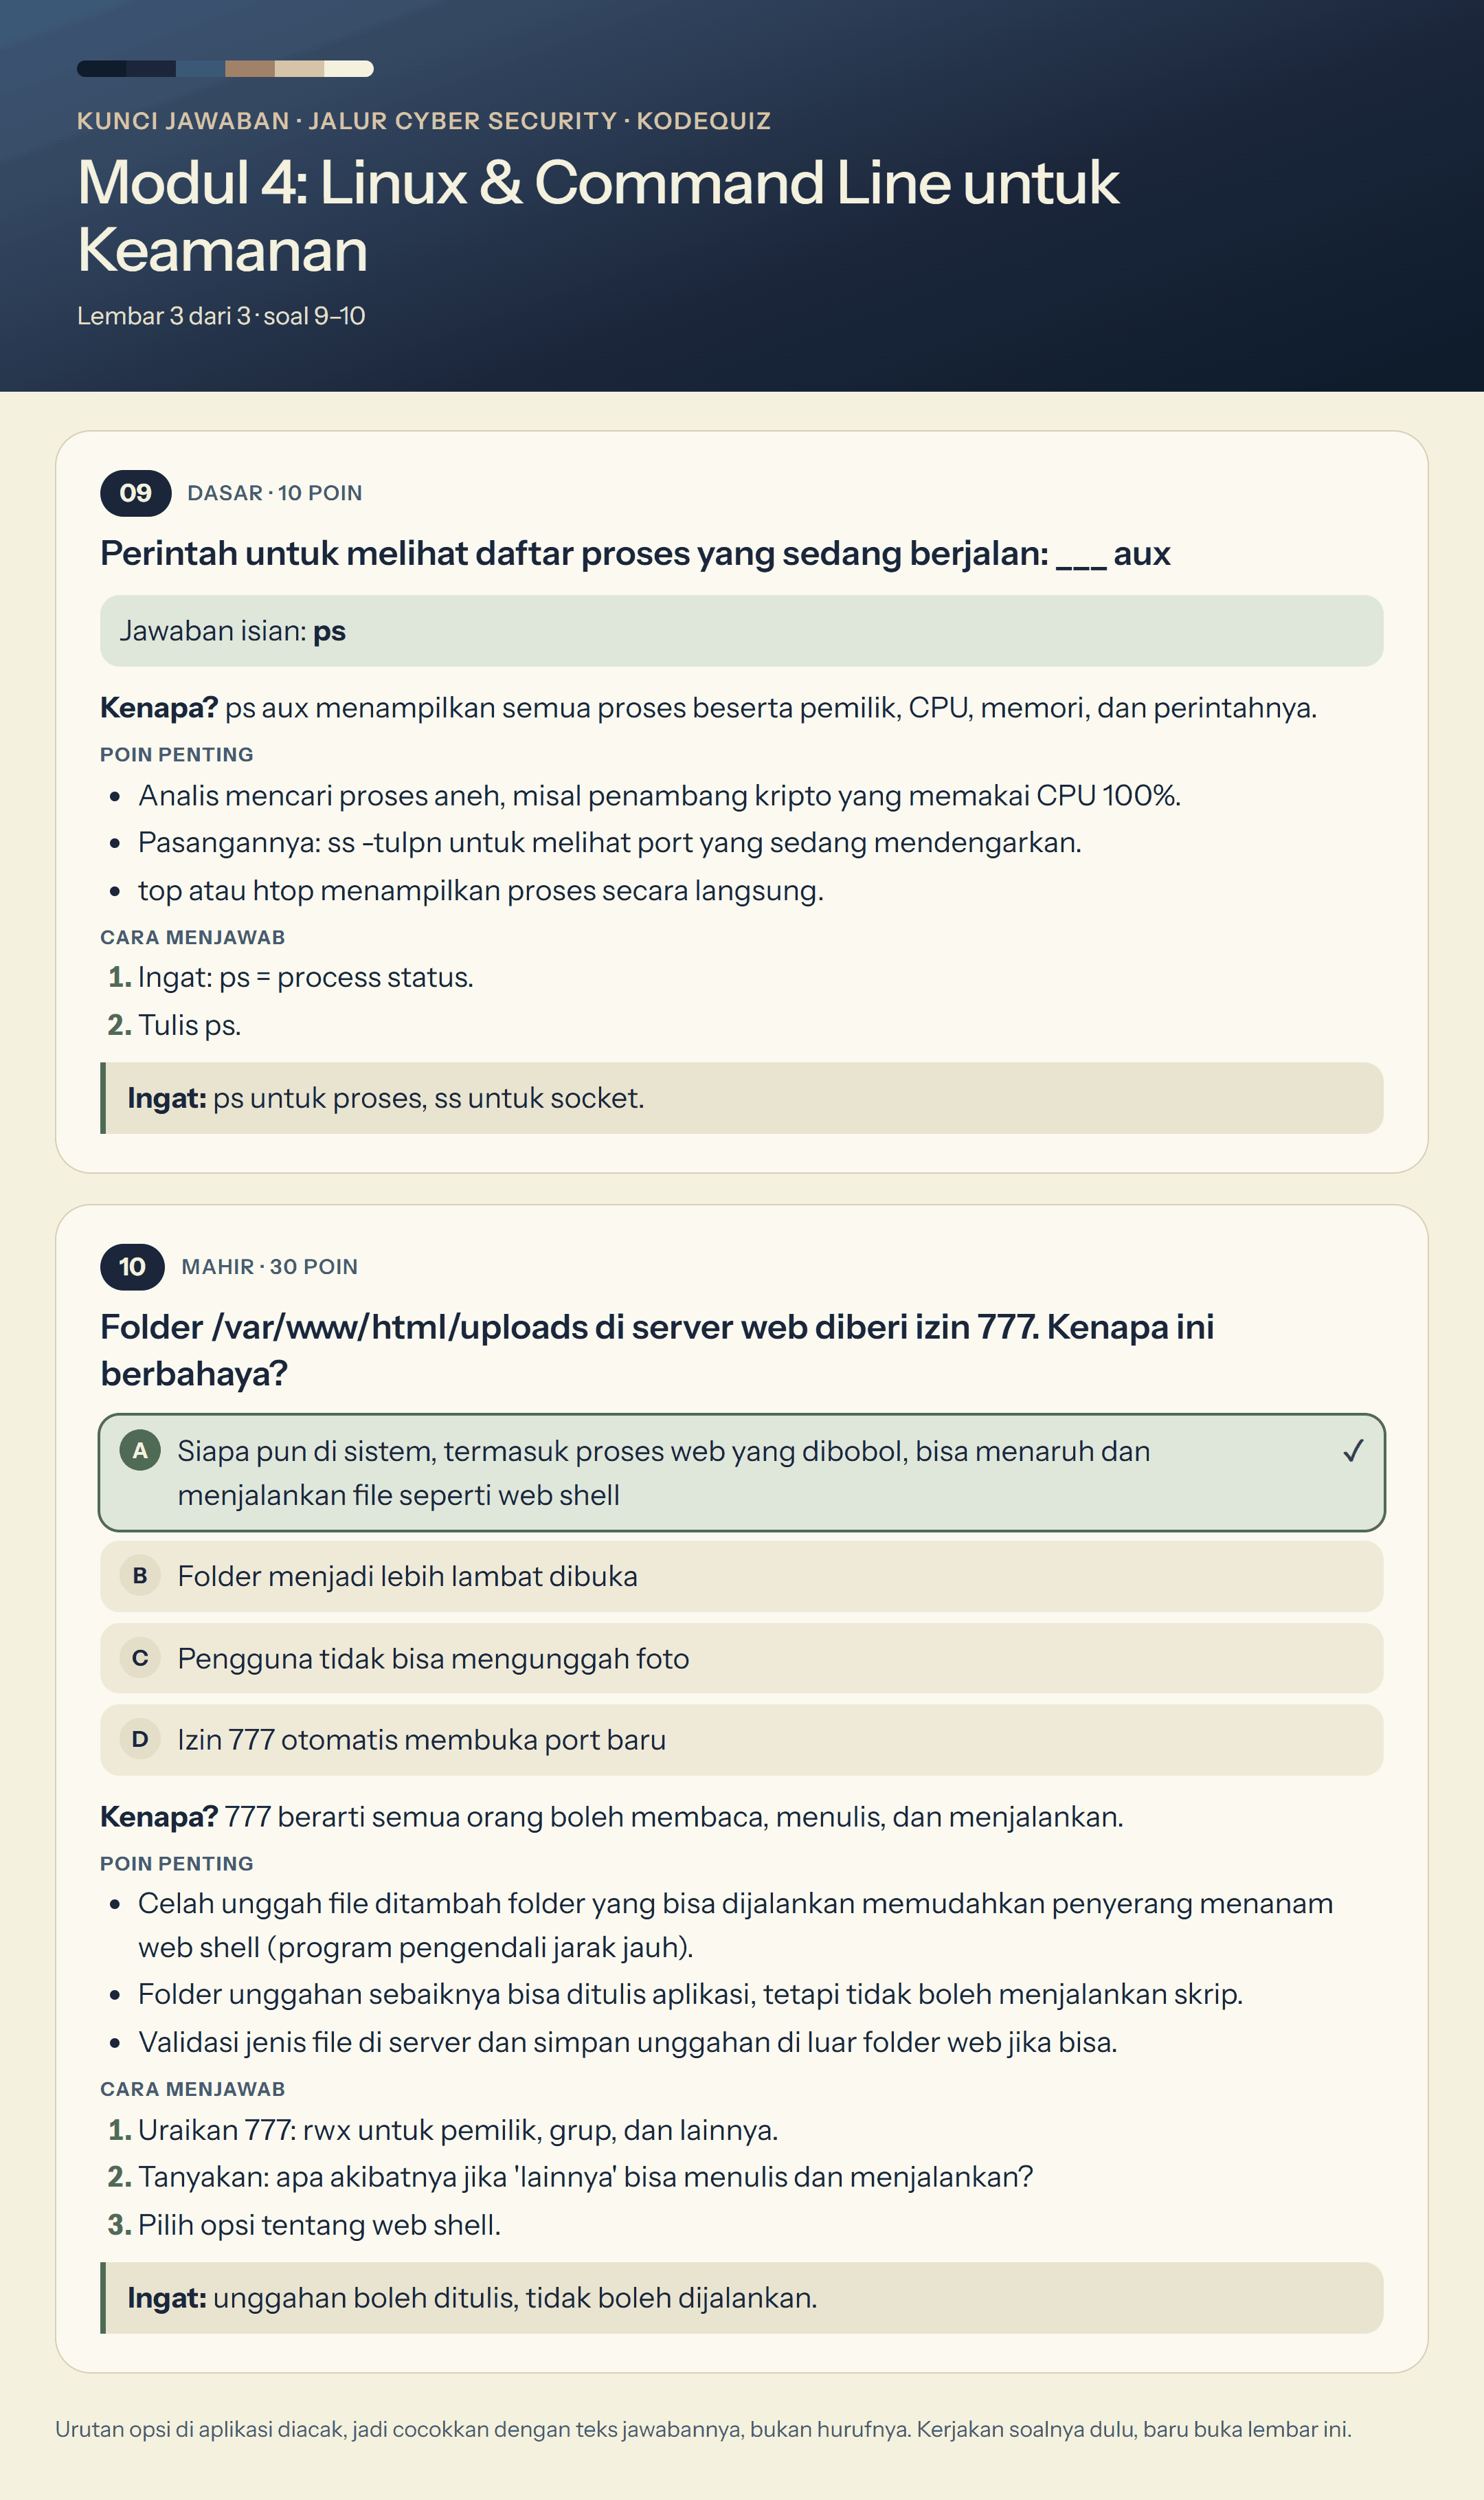 KUNCI JAWABAN · JALUR CYBER SECURITY · KODEQUIZ
Modul 4: Linux & Command Line untuk
Keamanan
Lembar 3 dari 3 · soal 9–10
09 DASAR · 10 POIN
Perintah untuk melihat daftar proses yang sedang berjalan: ___ aux
Jawaban isian: ps
Kenapa? ps aux menampilkan semua proses beserta pemilik, CPU, memori, dan perintahnya.
POIN PENTING
• Analis mencari proses aneh, misal penambang kripto yang memakai CPU 100%.
• Pasangannya: ss -tulpn untuk melihat port yang sedang mendengarkan.
• top atau htop menampilkan proses secara langsung.
CARA MENJAWAB
1. Ingat: ps = process status.
2. Tulis ps.
Ingat: ps untuk proses, ss untuk socket.
10 MAHIR · 30 POIN
Folder /var/www/html/uploads di server web diberi izin 777. Kenapa ini
berbahaya?
A Siapa pun di sistem, termasuk proses web yang dibobol, bisa menaruh dan ✓
menjalankan file seperti web shell
B Folder menjadi lebih lambat dibuka
C Pengguna tidak bisa mengunggah foto
D Izin 777 otomatis membuka port baru
Kenapa? 777 berarti semua orang boleh membaca, menulis, dan menjalankan.
POIN PENTING
• Celah unggah file ditambah folder yang bisa dijalankan memudahkan penyerang menanam
web shell (program pengendali jarak jauh).
• Folder unggahan sebaiknya bisa ditulis aplikasi, tetapi tidak boleh menjalankan skrip.
• Validasi jenis file di server dan simpan unggahan di luar folder web jika bisa.
CARA MENJAWAB
1. Uraikan 777: rwx untuk pemilik, grup, dan lainnya.
2. Tanyakan: apa akibatnya jika 'lainnya' bisa menulis dan menjalankan?
3. Pilih opsi tentang web shell.
Ingat: unggahan boleh ditulis, tidak boleh dijalankan.
Urutan opsi di aplikasi diacak, jadi cocokkan dengan teks jawabannya, bukan hurufnya. Kerjakan soalnya dulu, baru buka lembar ini.